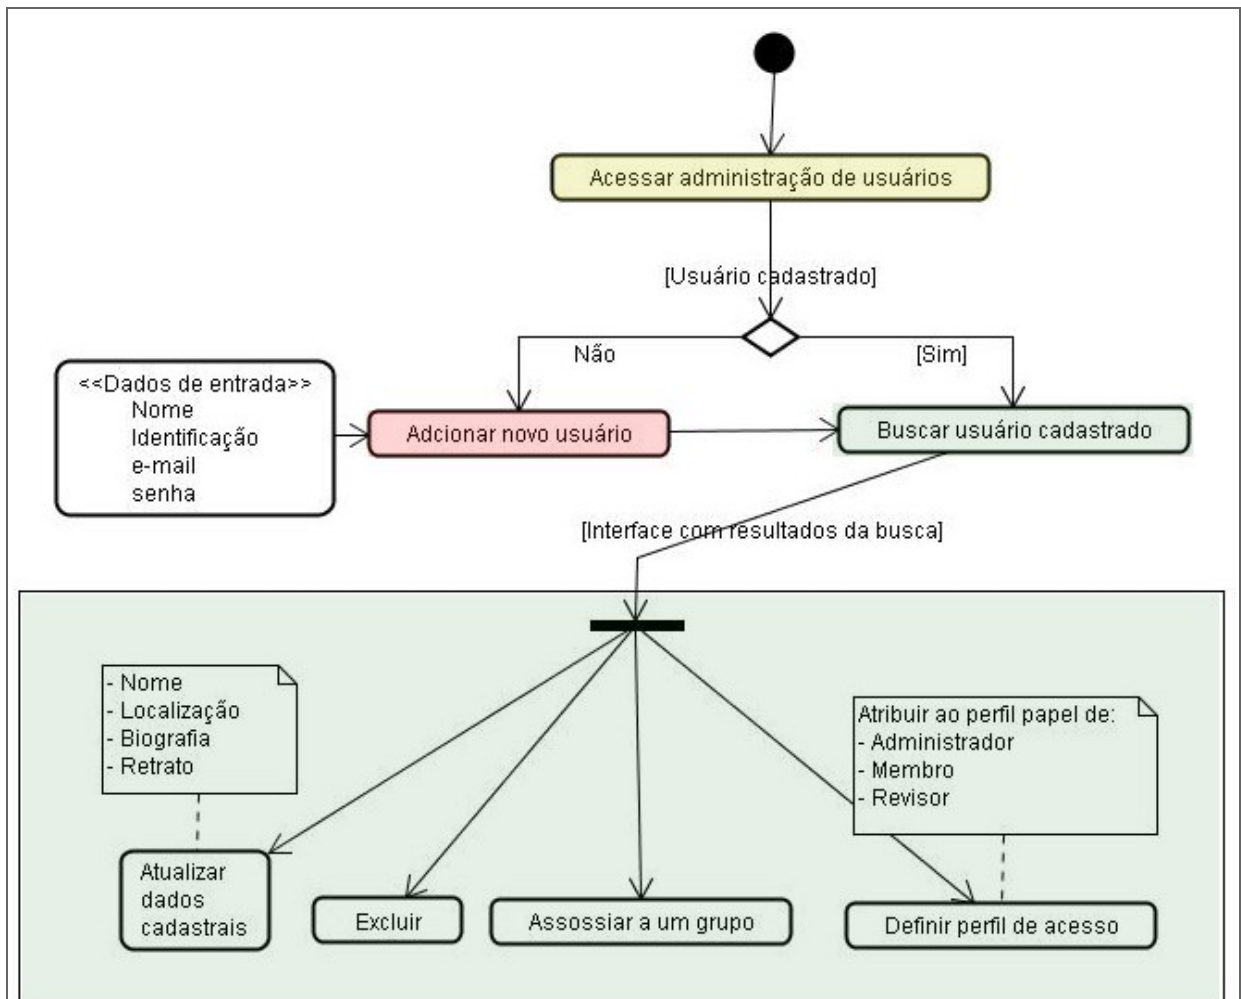 Acessar administração de usuários
[Usuário cadastrado]
Não
[Sim]
<<Dados de entrada>>
Nome
Identificação
e-mail
senha
Adcionar novo usuário
Buscar usuário cadastrado
[Interface com resultados da busca]
- Nome
- Localização
- Biografia
- Retrato
Atribuir ao perfil papel de:
- Administrador
- Membro
- Revisor
Atualizar
dados
cadastrais
Excluir
Assossiar a um grupo
Definir perfil de acesso